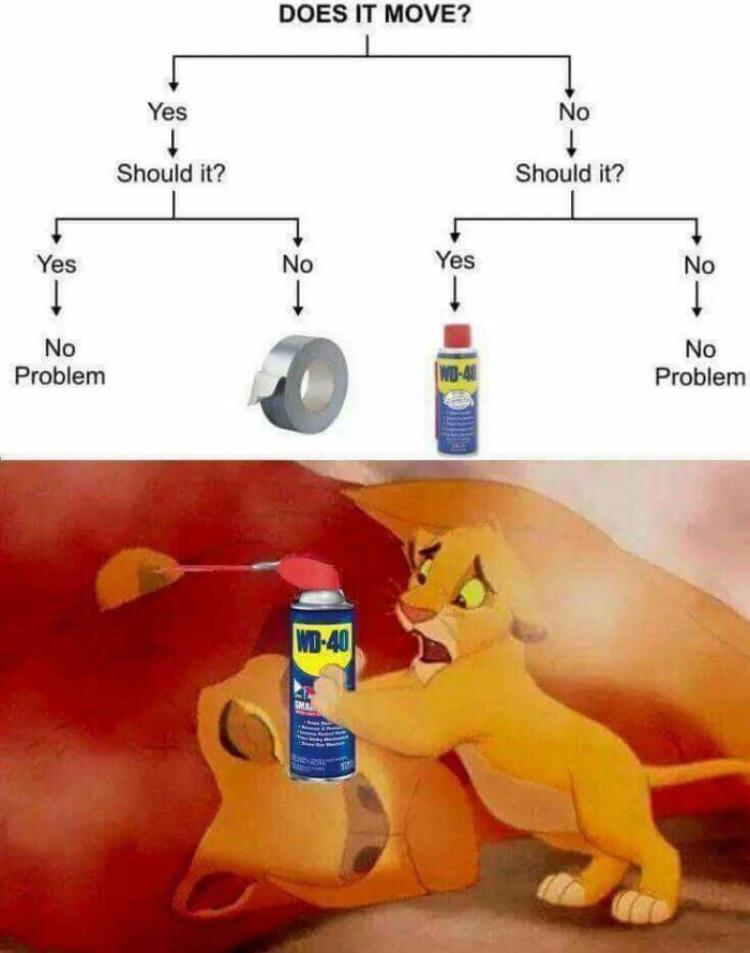 DOES IT MOVE?
Yes
No
Should it?
Should it?
Yes
No
Yes
No
No
Problem
WD-40
No
Problem
WD-40